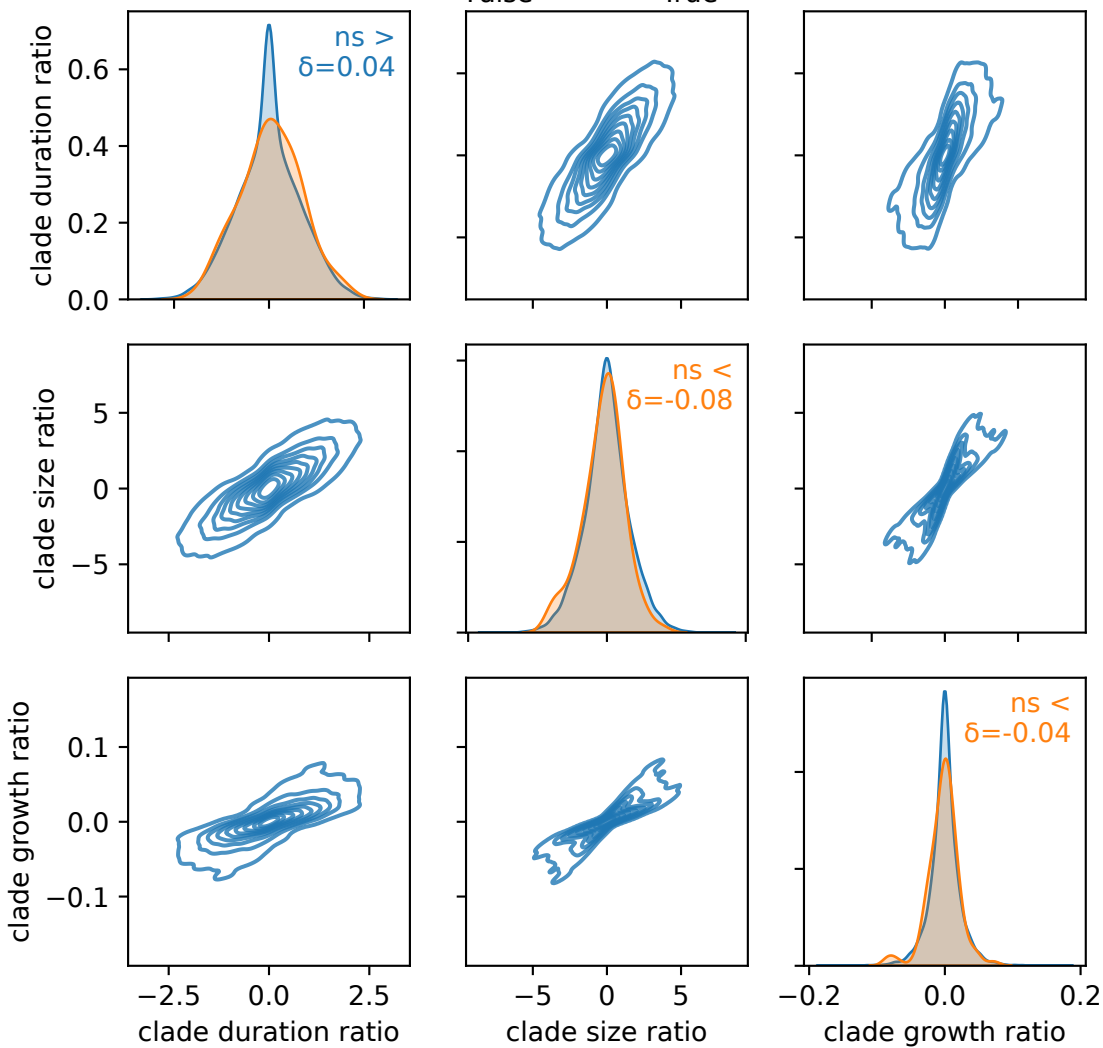 False True
clade duration ratio
0.6
0.4
0.2
0.0
ns >
δ=0.04
clade size ratio
5
0
−5
ns <
δ=-0.08
clade growth ratio
0.1
0.0
−0.1
ns <
δ=-0.04
−2.5 0.0 2.5
clade duration ratio
−5 0 5
clade size ratio
−0.2 0.0 0.2
clade growth ratio